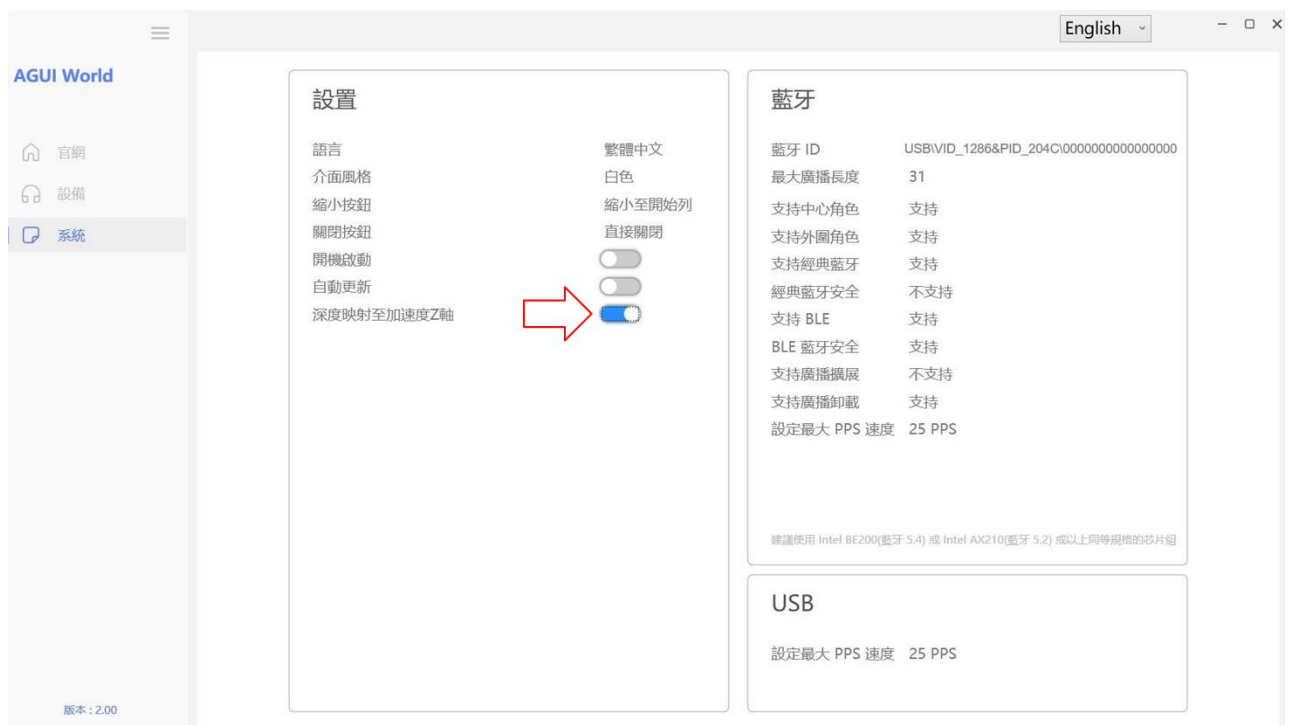 English
AGUI World
官網
設備
系統
版本 : 2.00
設置
語言 繁體中文
介面風格 白色
縮小按鈕 縮小至開始列
關閉按鈕 直接關閉
開機啟動
自動更新
深度映射至加速度Z軸
藍牙
藍牙 ID USB\VID_1286&PID_204C\0000000000000000
最大廣播長度 31
支持中心角色 支持
支持外圍角色 支持
支持經典藍牙 支持
經典藍牙安全 不支持
支持 BLE 支持
BLE 藍牙安全 支持
支持廣播擴展 不支持
支持廣播卸載 支持
設定最大 PPS 速度 25 PPS
建議使用 Intel BE200(藍牙 5.4) 或 Intel AX210(藍牙 5.2) 或以上同等規格的芯片組
USB
設定最大 PPS 速度 25 PPS